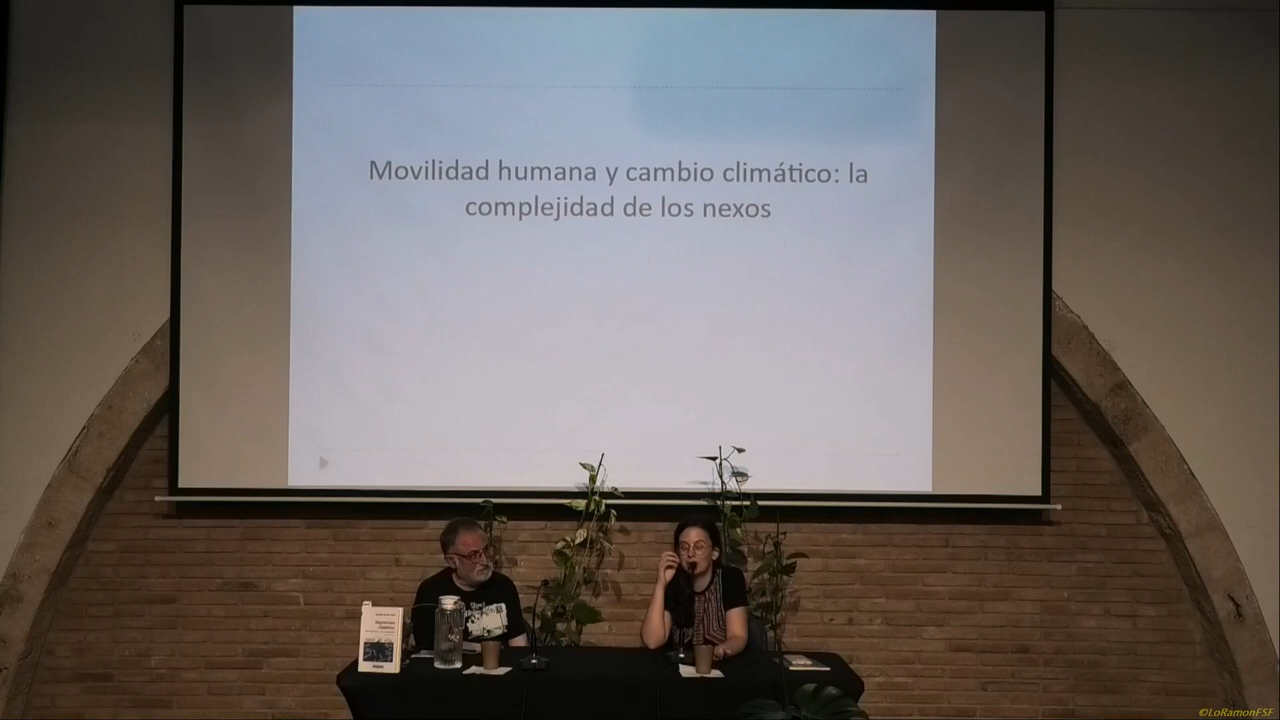 Movilidad humana y cambio climático: la
complejidad de los nexos
©LoRamonFSF